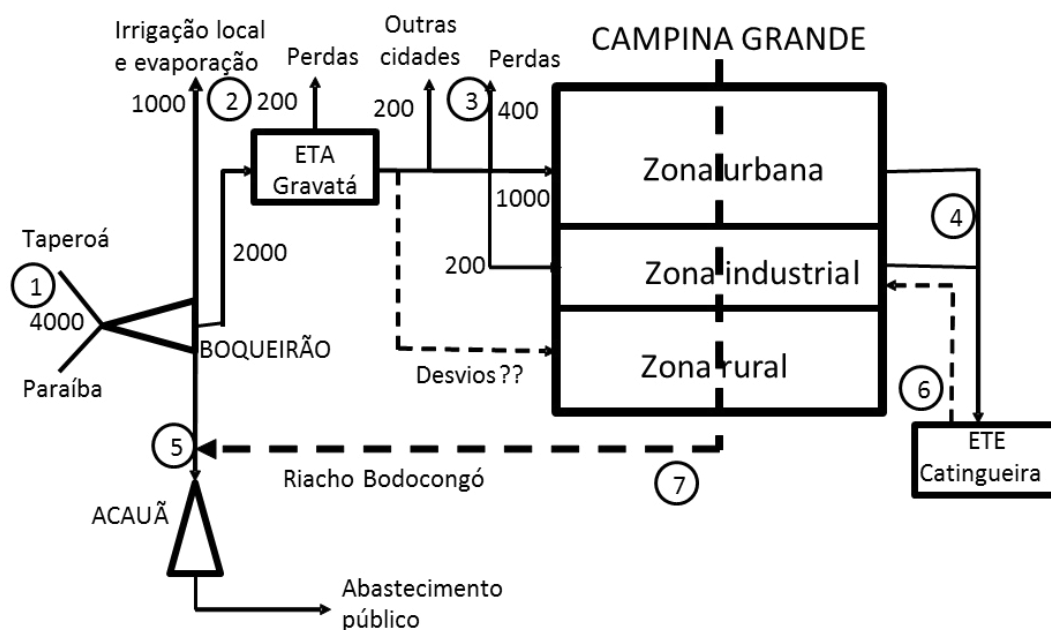 Irrigação local
e evaporação
1000
2
Perdas
200
Outras
cidades
200
3
Perdas
400
CAMPINA GRANDE
ETA
Gravatá
Zona urbana
1000
2000
4
Taperoá
1
4000
200
Zona industrial
BOQUEIRÃO
Paraíba
Desvios??
Zona rural
6
5
Riacho Bodocongó
7
ETE
Catingueira
ACAUÃ
Abastecimento
público